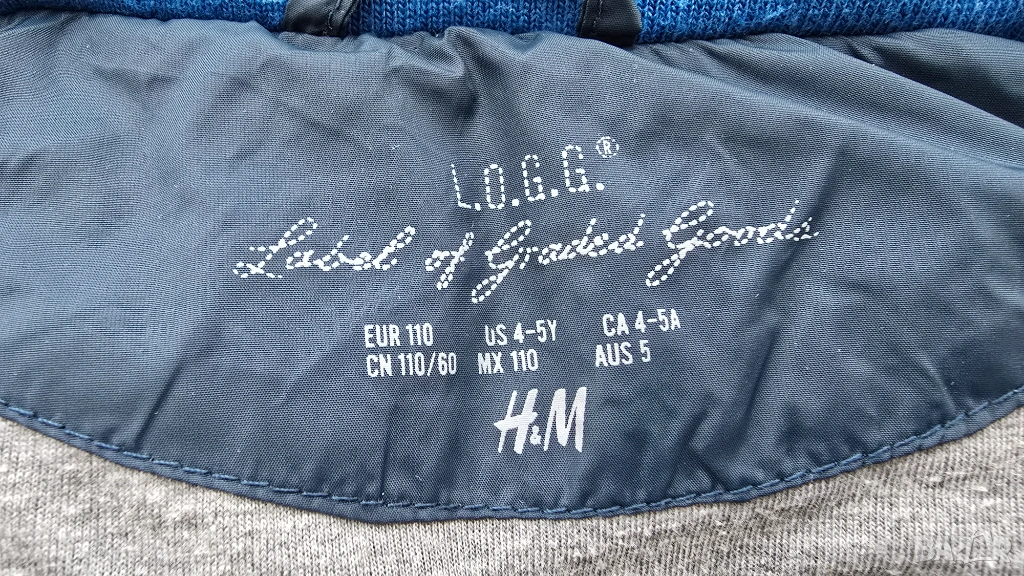 L.O.G.G.®
Label of Graded Goods
EUR 110 US 4-5Y CA 4-5A
CN 110/60 MX 110 AUS 5
H&M